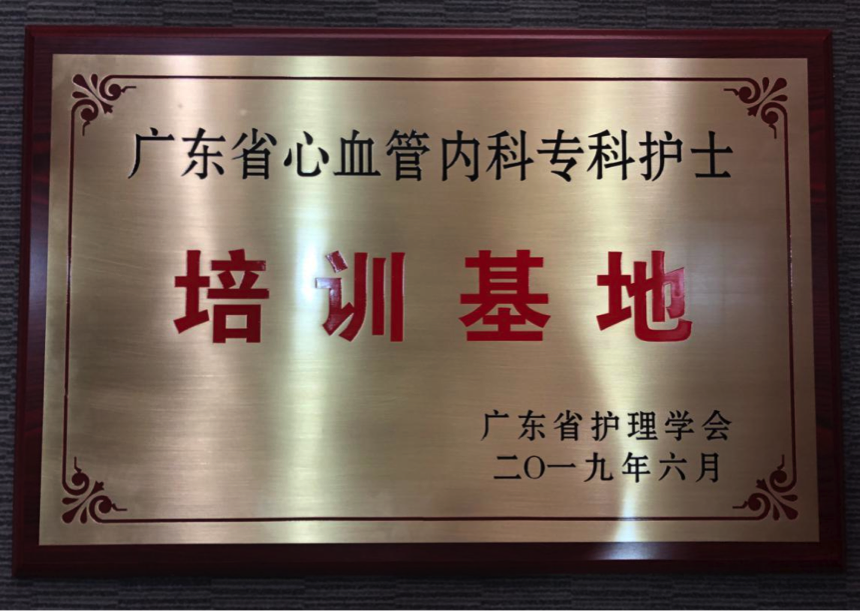 广东省心血管内科专科护士
培训基地
广东省护理学会
二〇一九年六月